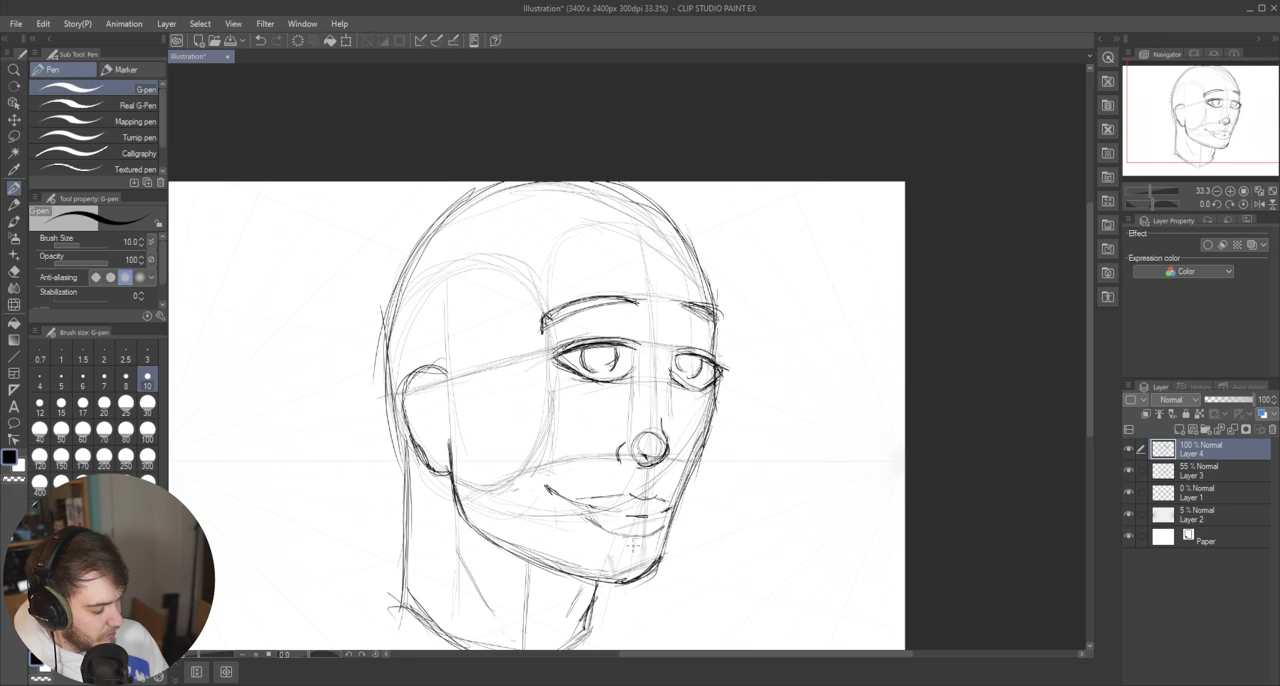 Illustration* (3400 x 2400px 300dpi 33.3%) - CLIP STUDIO PAINT EX
File Edit Story(P) Animation Layer Select View Filter Window Help
Sub Tool: Pen
Illustration*
Navigator
Pen Marker
G-pen
Real G-Pen
Mapping pen
Turnip pen
Calligraphy
Textured pen
Tool property: G-pen
G-pen
Brush Size 10.0
Opacity 100
Anti-aliasing
Stabilization 0
Brush size: G-pen
0.7 1 1.5 2 2.5 3
4 5 6 7 8 10
12 15 17 20 25 30
40 50 60 70 80 100
120 150 170 200 250 300
400
33.3
0.0
Layer Property
Effect
Expression color
Color
Layer
Normal 100
100 % Normal
Layer 4
55 % Normal
Layer 3
0 % Normal
Layer 1
5 % Normal
Layer 2
Paper